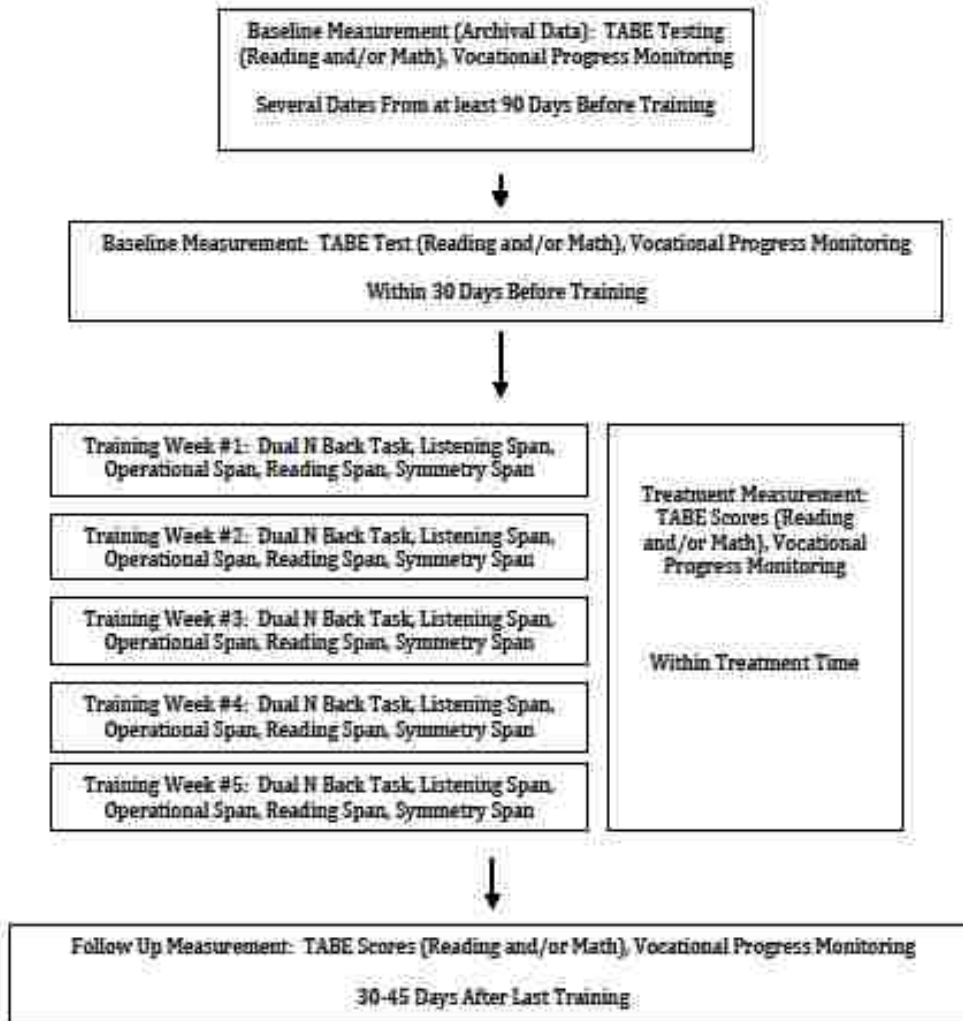 Baseline Measurement (Archival Data): TABE Testing
(Reading and/or Math), Vocational Progress Monitoring
Several Dates From at least 90 Days Before Training
Baseline Measurement: TABE Test (Reading and/or Math), Vocational Progress Monitoring
Within 30 Days Before Training
Training Week #1: Dual N Back Task, Listening Span,
Operational Span, Reading Span, Symmetry Span
Training Week #2: Dual N Back Task, Listening Span,
Operational Span, Reading Span, Symmetry Span
Training Week #3: Dual N Back Task, Listening Span,
Operational Span, Reading Span, Symmetry Span
Training Week #4: Dual N Back Task, Listening Span,
Operational Span, Reading Span, Symmetry Span
Training Week #5: Dual N Back Task, Listening Span,
Operational Span, Reading Span, Symmetry Span
Treatment Measurement:
TABE Scores (Reading
and/or Math), Vocational
Progress Monitoring
Within Treatment Time
Follow Up Measurement: TABE Scores (Reading and/or Math), Vocational Progress Monitoring
30-45 Days After Last Training